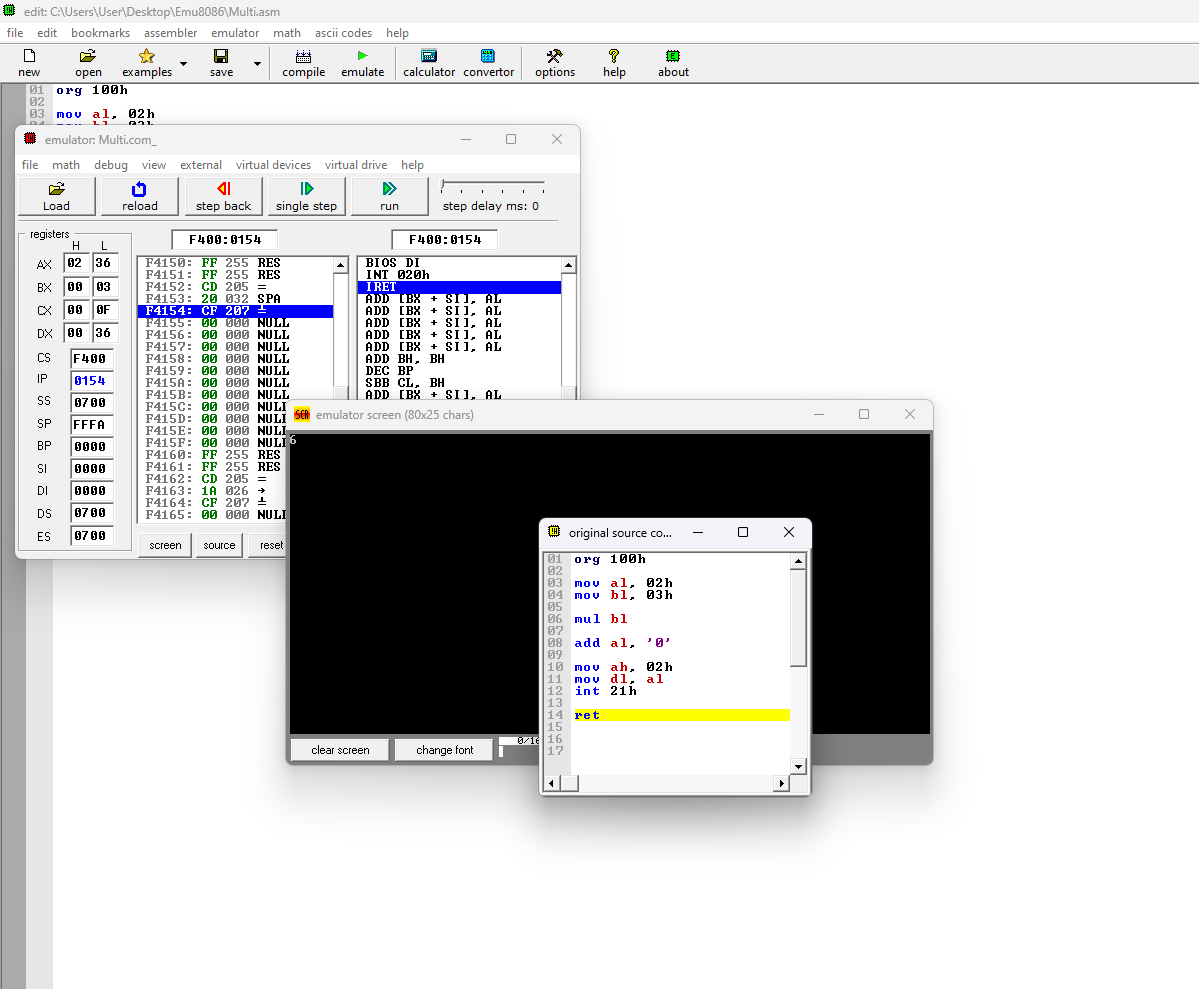 edit: C:\Users\User\Desktop\Emu8086\Multi.asm
file edit bookmarks assembler emulator math ascii codes help
new open examples save compile emulate calculator convertor options help about
01 org 100h
02
03 mov al, 02h
emulator: Multi.com_
file math debug view external virtual devices virtual drive help
Load reload step back single step run step delay ms: 0
registers F400:0154 F400:0154
H L
AX 02 36
BX 00 03
CX 00 0F
DX 00 36
CS F400
IP 0154
SS 0700
SP FFFA
BP 0000
SI 0000
DI 0000
DS 0700
ES 0700
F4150: FF 255 RES
F4151: FF 255 RES
F4152: CD 205 =
F4153: 20 032 SPA
F4154: CF 207 ╧
F4155: 00 000 NULL
F4156: 00 000 NULL
F4157: 00 000 NULL
F4158: 00 000 NULL
F4159: 00 000 NULL
F415A: 00 000 NULL
F415B: 00 000 NULL
F415C: 00 000 NULL
F415D: 00 000 NULL
F415E: 00 000 NULL
F415F: 00 000 NULL
F4160: FF 255 RES
F4161: FF 255 RES
F4162: CD 205 =
F4163: 1A 026 →
F4164: CF 207 ╧
F4165: 00 000 NULL
BIOS DI
INT 020h
IRET
ADD [BX + SI], AL
ADD [BX + SI], AL
ADD [BX + SI], AL
ADD [BX + SI], AL
ADD [BX + SI], AL
ADD BH, BH
DEC BP
SBB CL, BH
ADD [BX + SI], AL
screen source reset
emulator screen (80x25 chars)
6
clear screen change font 0/16
original source co...
01 org 100h
02
03 mov al, 02h
04 mov bl, 03h
05
06 mul bl
07
08 add al, '0'
09
10 mov ah, 02h
11 mov dl, al
12 int 21h
13
14 ret
15
16
17